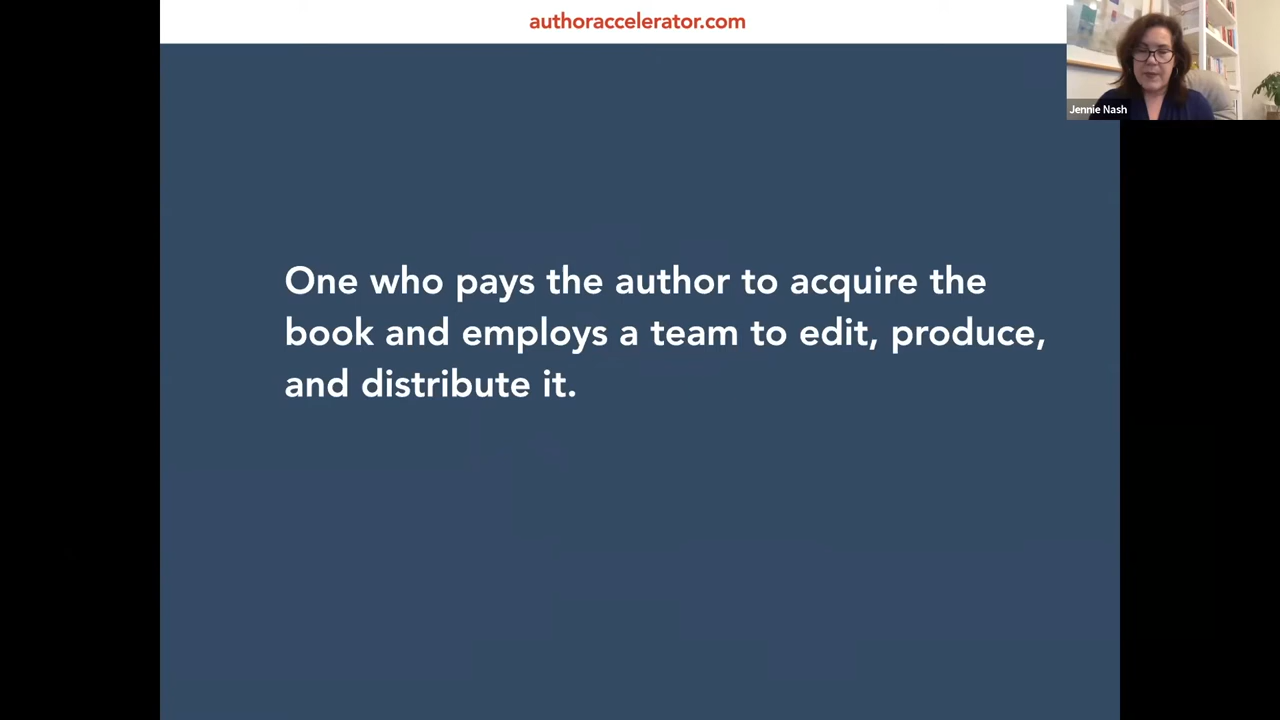 authoraccelerator.com
Jennie Nash
One who pays the author to acquire the
book and employs a team to edit, produce,
and distribute it.